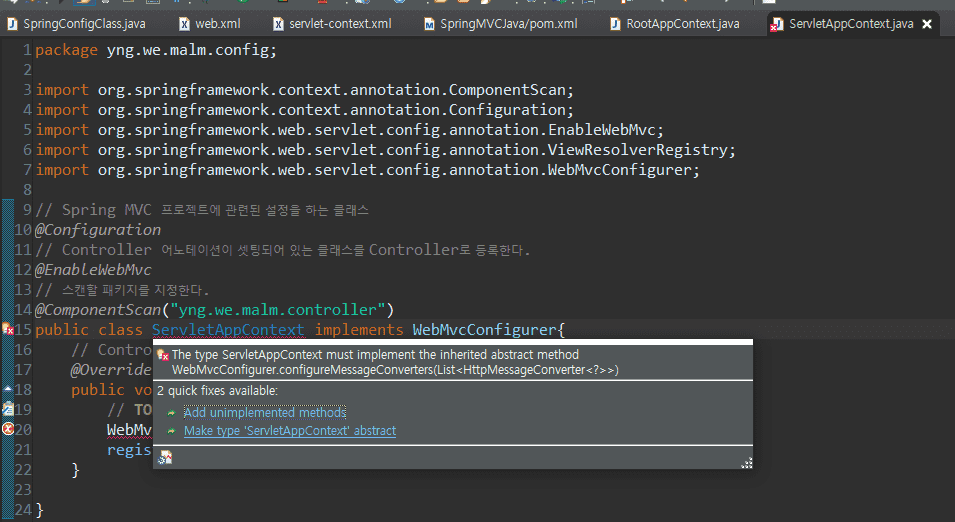 SpringConfigClass.java web.xml servlet-context.xml SpringMVCJava/pom.xml RootAppContext.java ServletAppContext.java
1 package yng.we.malm.config;
2
3 import org.springframework.context.annotation.ComponentScan;
4 import org.springframework.context.annotation.Configuration;
5 import org.springframework.web.servlet.config.annotation.EnableWebMvc;
6 import org.springframework.web.servlet.config.annotation.ViewResolverRegistry;
7 import org.springframework.web.servlet.config.annotation.WebMvcConfigurer;
8
9 // Spring MVC 프로젝트에 관련된 설정을 하는 클래스
10 @Configuration
11 // Controller 어노테이션이 셋팅되어 있는 클래스를 Controller로 등록한다.
12 @EnableWebMvc
13 // 스캔할 패키지를 지정한다.
14 @ComponentScan("yng.we.malm.controller")
15 public class ServletAppContext implements WebMvcConfigurer{
16 // Contro
17 @Override
18 public vo
19 // TO
20 WebMv
21 regis
22 }
23
24 }
The type ServletAppContext must implement the inherited abstract method
WebMvcConfigurer.configureMessageConverters(List<HttpMessageConverter<?>>)
2 quick fixes available:
Add unimplemented methods
Make type 'ServletAppContext' abstract